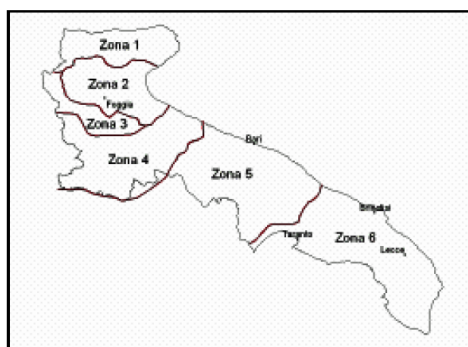 Zona 1
Zona 2
Foggia
Zona 3
Zona 4
Bari
Zona 5
Brindisi
Taranto
Zona 6
Lecce